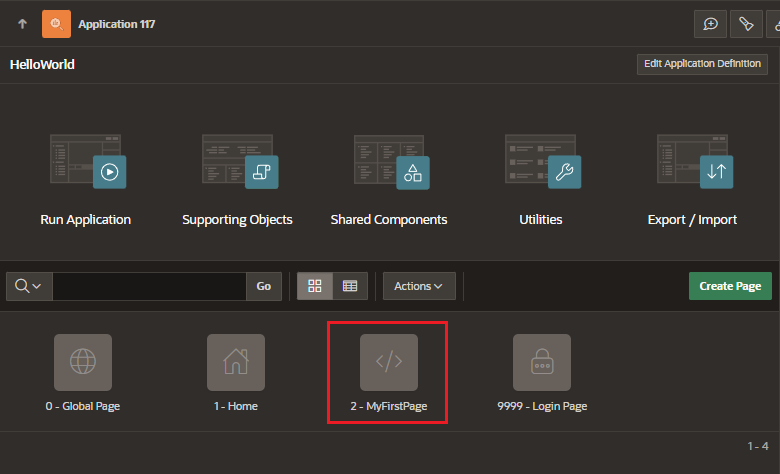 Application 117
HelloWorld
Edit Application Definition
Run Application
Supporting Objects
Shared Components
Utilities
Export / Import
Go
Actions
Create Page
0 - Global Page
1 - Home
2 - MyFirstPage
9999 - Login Page
1 - 4